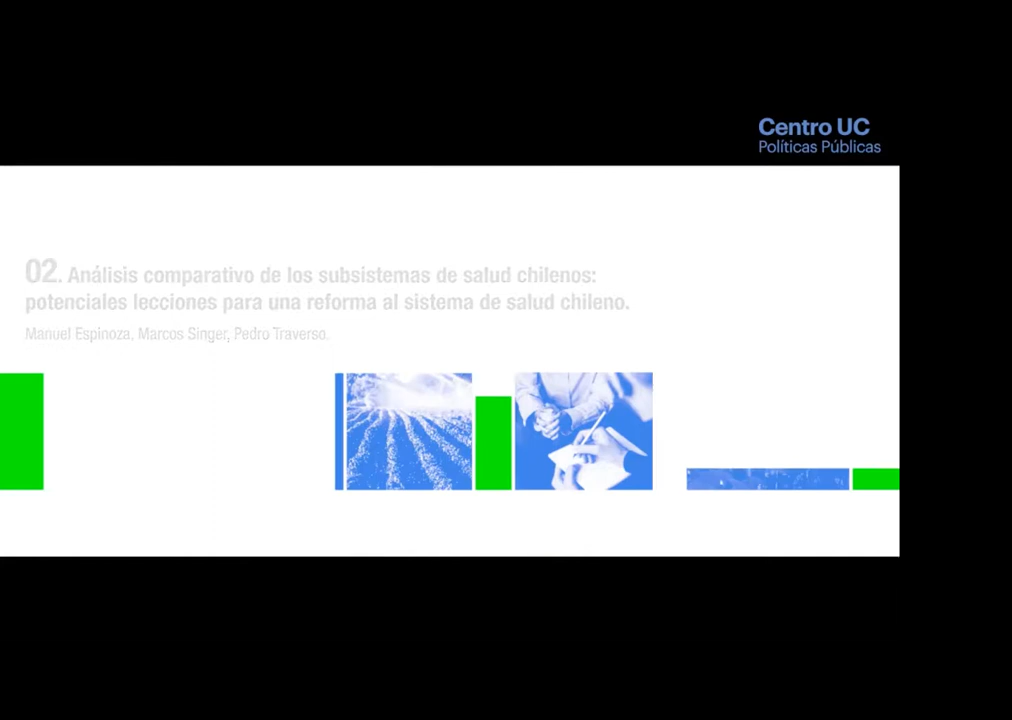 Centro UC
Políticas Públicas
02. Análisis comparativo de los subsistemas de salud chilenos:
potenciales lecciones para una reforma al sistema de salud chileno.
Manuel Espinoza, Marcos Singer, Pedro Traverso.